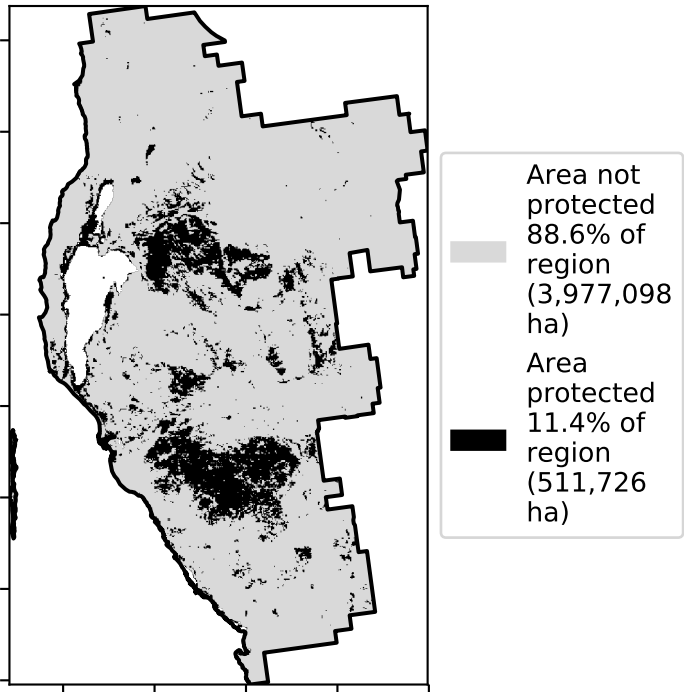 Area not
protected
88.6% of
region
(3,977,098
ha)
Area
protected
11.4% of
region
(511,726
ha)